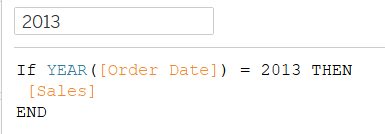 2013
If YEAR([Order Date]) = 2013 THEN
[Sales]
END